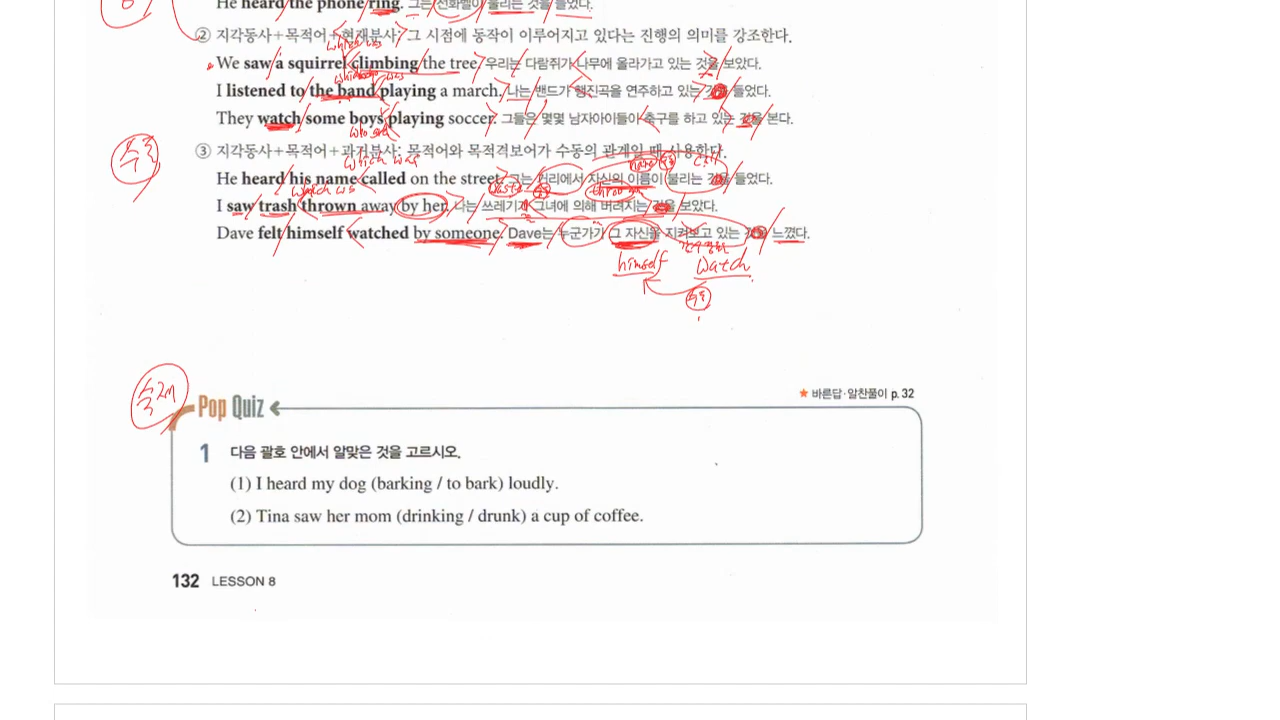 He heard the phone ring. 그는 전화벨이 울리는 것을 들었다.
② 지각동사+목적어+현재분사: 그 시점에 동작이 이루어지고 있다는 진행의 의미를 강조한다.
which was
We saw a squirrel climbing the tree. 우리는 다람쥐가 나무에 올라가고 있는 것을 보았다.
which was
I listened to the band playing a march. 나는 밴드가 행진곡을 연주하고 있는 것을 들었다.
They watch some boys playing soccer. 그들은 몇몇 남자아이들이 축구를 하고 있는 것을 본다.
수동
③ 지각동사+목적어+과거분사: 목적어와 목적격보어가 수동의 관계일 때 사용한다.
which was name call
He heard his name called on the street. 그는 거리에서 자신의 이름이 불리는 것을 들었다.
which was
I saw trash thrown away by her. 나는 쓰레기가 그녀에 의해 버려지는 것을 보았다.
Dave felt himself watched by someone. Dave는 누군가가 그 자신을 지켜보고 있는 것을 느꼈다.
himself watch
수동
숙제
Pop Quiz
★ 바른답·알찬풀이 p. 32
1 다음 괄호 안에서 알맞은 것을 고르시오.
(1) I heard my dog (barking / to bark) loudly.
(2) Tina saw her mom (drinking / drunk) a cup of coffee.
132 LESSON 8